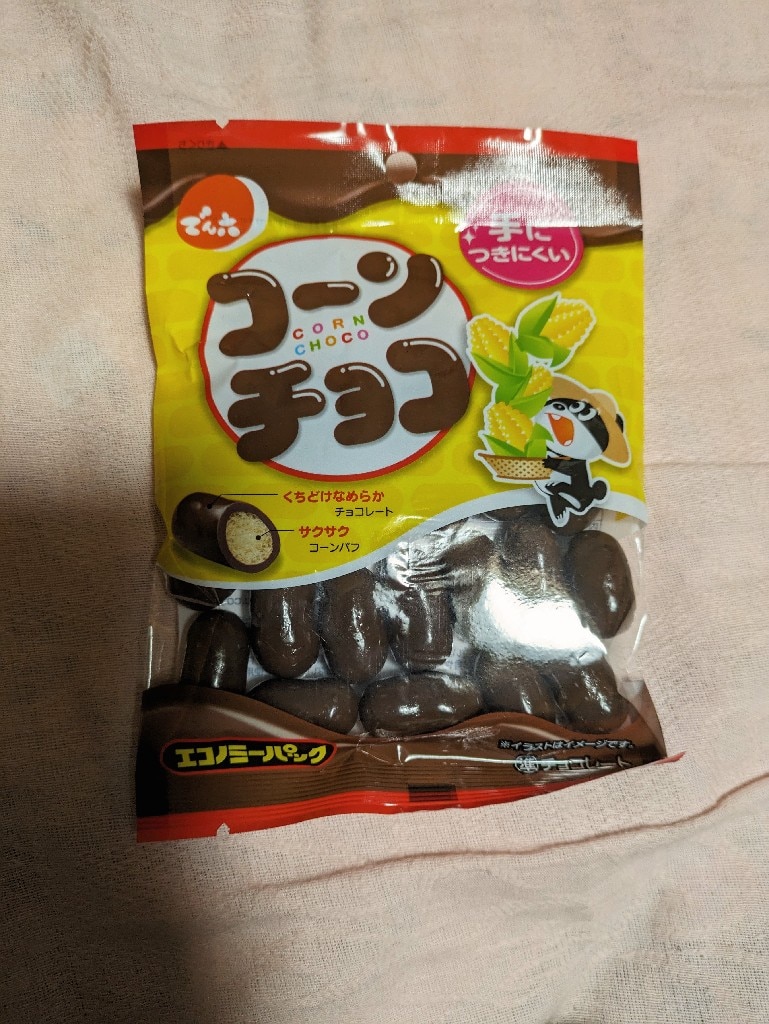 でん六
手に
つきにくい
コーン
CORN
CHOCO
チョコ
くちどけなめらか
チョコレート
サクサク
コーンパフ
エコノミーパック
※イラストはイメージです。
準チョコレート